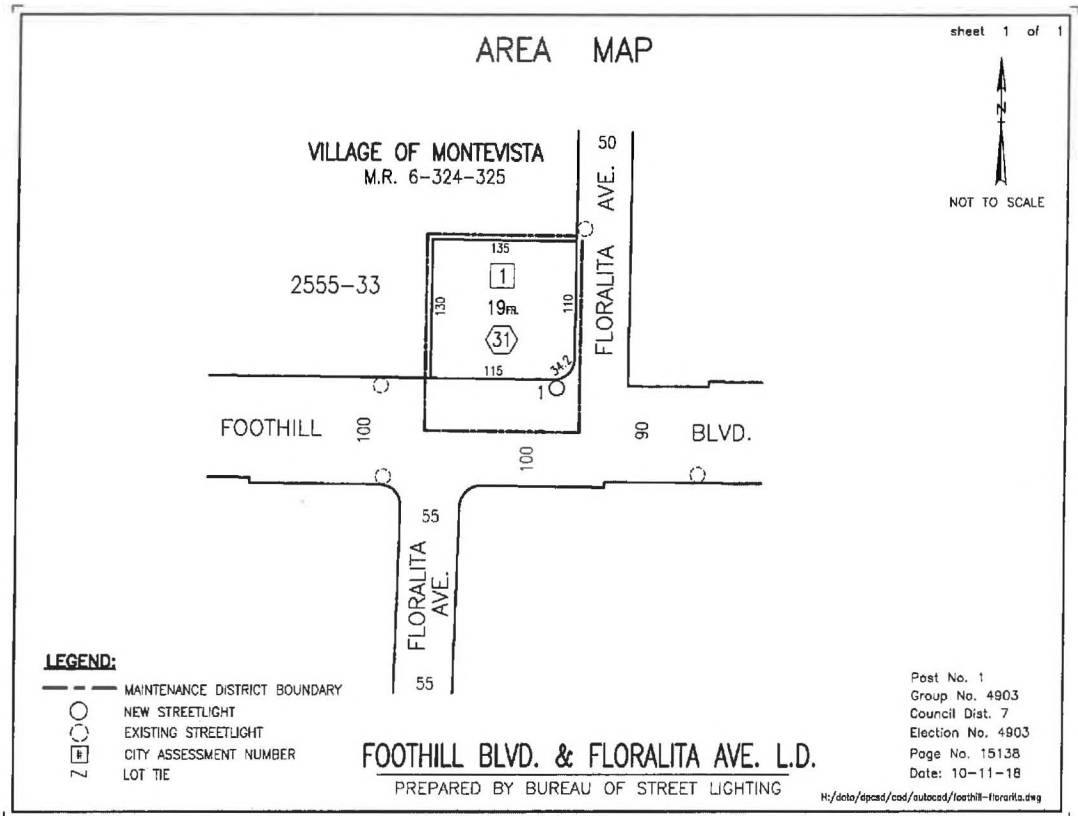 sheet 1 of 1
AREA MAP
N
NOT TO SCALE
VILLAGE OF MONTEVISTA
M.R. 6-324-325
50
FLORALITA AVE.
2555-33
135
1
130
19FR.
110
31
115
34.2
1
FOOTHILL
100
100
90
BLVD.
55
FLORALITA
AVE.
55
LEGEND:
MAINTENANCE DISTRICT BOUNDARY
NEW STREETLIGHT
EXISTING STREETLIGHT
# CITY ASSESSMENT NUMBER
LOT TIE
FOOTHILL BLVD. & FLORALITA AVE. L.D.
PREPARED BY BUREAU OF STREET LIGHTING
Post No. 1
Group No. 4903
Council Dist. 7
Election No. 4903
Page No. 15138
Date: 10-11-18
H:/data/dpcsd/cad/autocad/foothill-florarita.dwg